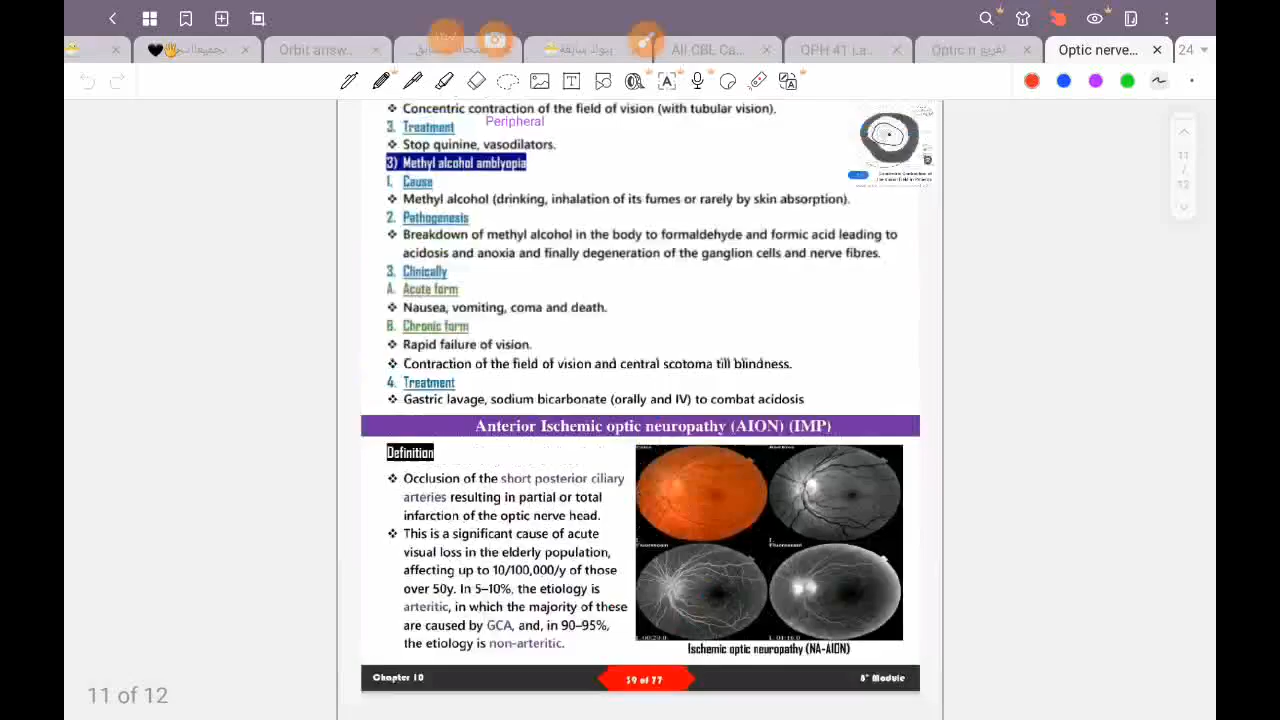 Orbit answ...
All CBL Ca...
Optic nerve...
24
❖ Concentric contraction of the field of vision (with tubular vision).
Peripheral
3. Treatment
❖ Stop quinine, vasodilators.
3) Methyl alcohol amblyopia
1. Cause
❖ Methyl alcohol (drinking, inhalation of its fumes or rarely by skin absorption).
2. Pathogenesis
❖ Breakdown of methyl alcohol in the body to formaldehyde and formic acid leading to
acidosis and anoxia and finally degeneration of the ganglion cells and nerve fibres.
3. Clinically
A. Acute form
❖ Nausea, vomiting, coma and death.
B. Chronic form
❖ Rapid failure of vision.
❖ Contraction of the field of vision and central scotoma till blindness.
4. Treatment
❖ Gastric lavage, sodium bicarbonate (orally and IV) to combat acidosis
Anterior Ischemic optic neuropathy (AION) (IMP)
Definition
❖ Occlusion of the short posterior ciliary
arteries resulting in partial or total
infarction of the optic nerve head.
❖ This is a significant cause of acute
visual loss in the elderly population,
affecting up to 10/100,000/y of those
over 50y. In 5–10%, the etiology is
arteritic, in which the majority of these
are caused by GCA, and, in 90–95%,
the etiology is non-arteritic.
Ischemic optic neuropathy (NA-AION)
Chapter 10
59 of 77
8th Module
11 of 12
11
/
12